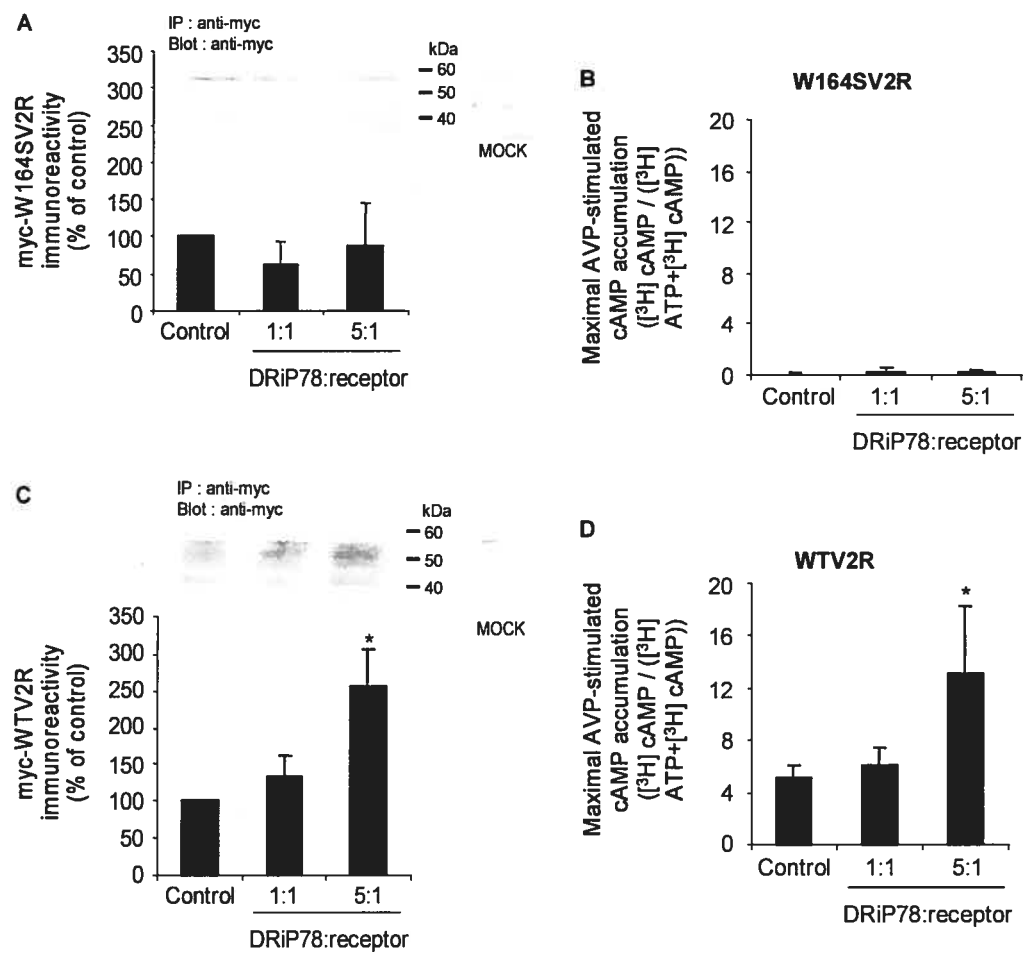 A
IP : anti-myc
Blot : anti-myc
kDa
60
50
40
MOCK
myc-W164SV2R
immunoreactivity
(% of control)
350
300
250
200
150
100
50
0
Control
1:1
5:1
DRiP78:receptor
B
W164SV2R
Maximal AVP-stimulated
cAMP accumulation
([³H] cAMP / ([³H]
ATP+[³H] cAMP))
20
16
12
8
4
0
Control
1:1
5:1
DRiP78:receptor
C
IP : anti-myc
Blot : anti-myc
kDa
60
50
40
MOCK
myc-WTV2R
immunoreactivity
(% of control)
350
300
250
200
150
100
50
0
*
Control
1:1
5:1
DRiP78:receptor
D
WTV2R
Maximal AVP-stimulated
cAMP accumulation
([³H] cAMP / ([³H]
ATP+[³H] cAMP))
20
16
12
8
4
0
*
Control
1:1
5:1
DRiP78:receptor